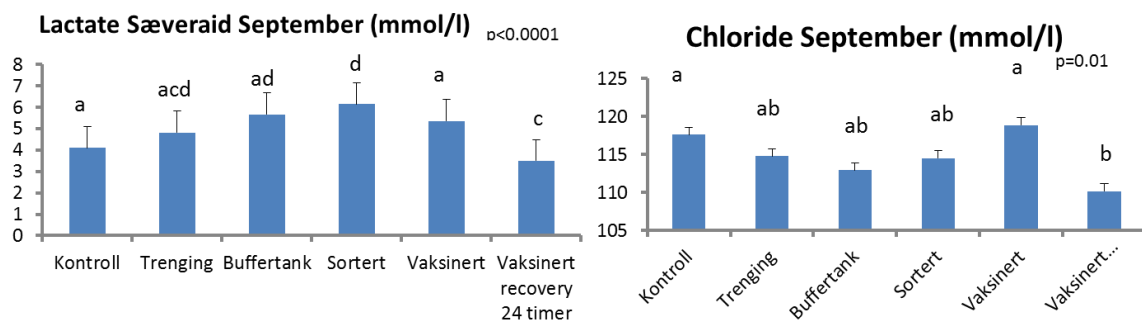 Lactate Sæveraid September (mmol/l)
p<0.0001
8
7
6
5
4
3
2
1
0
a
acd
ad
d
a
c
Kontroll
Trenging
Buffertank
Sortert
Vaksinert
Vaksinert
recovery
24 timer
Chloride September (mmol/l)
p=0.01
125
120
115
110
105
a
ab
ab
ab
a
b
Kontroll
Trenging
Buffertank
Sortert
Vaksinert
Vaksinert...